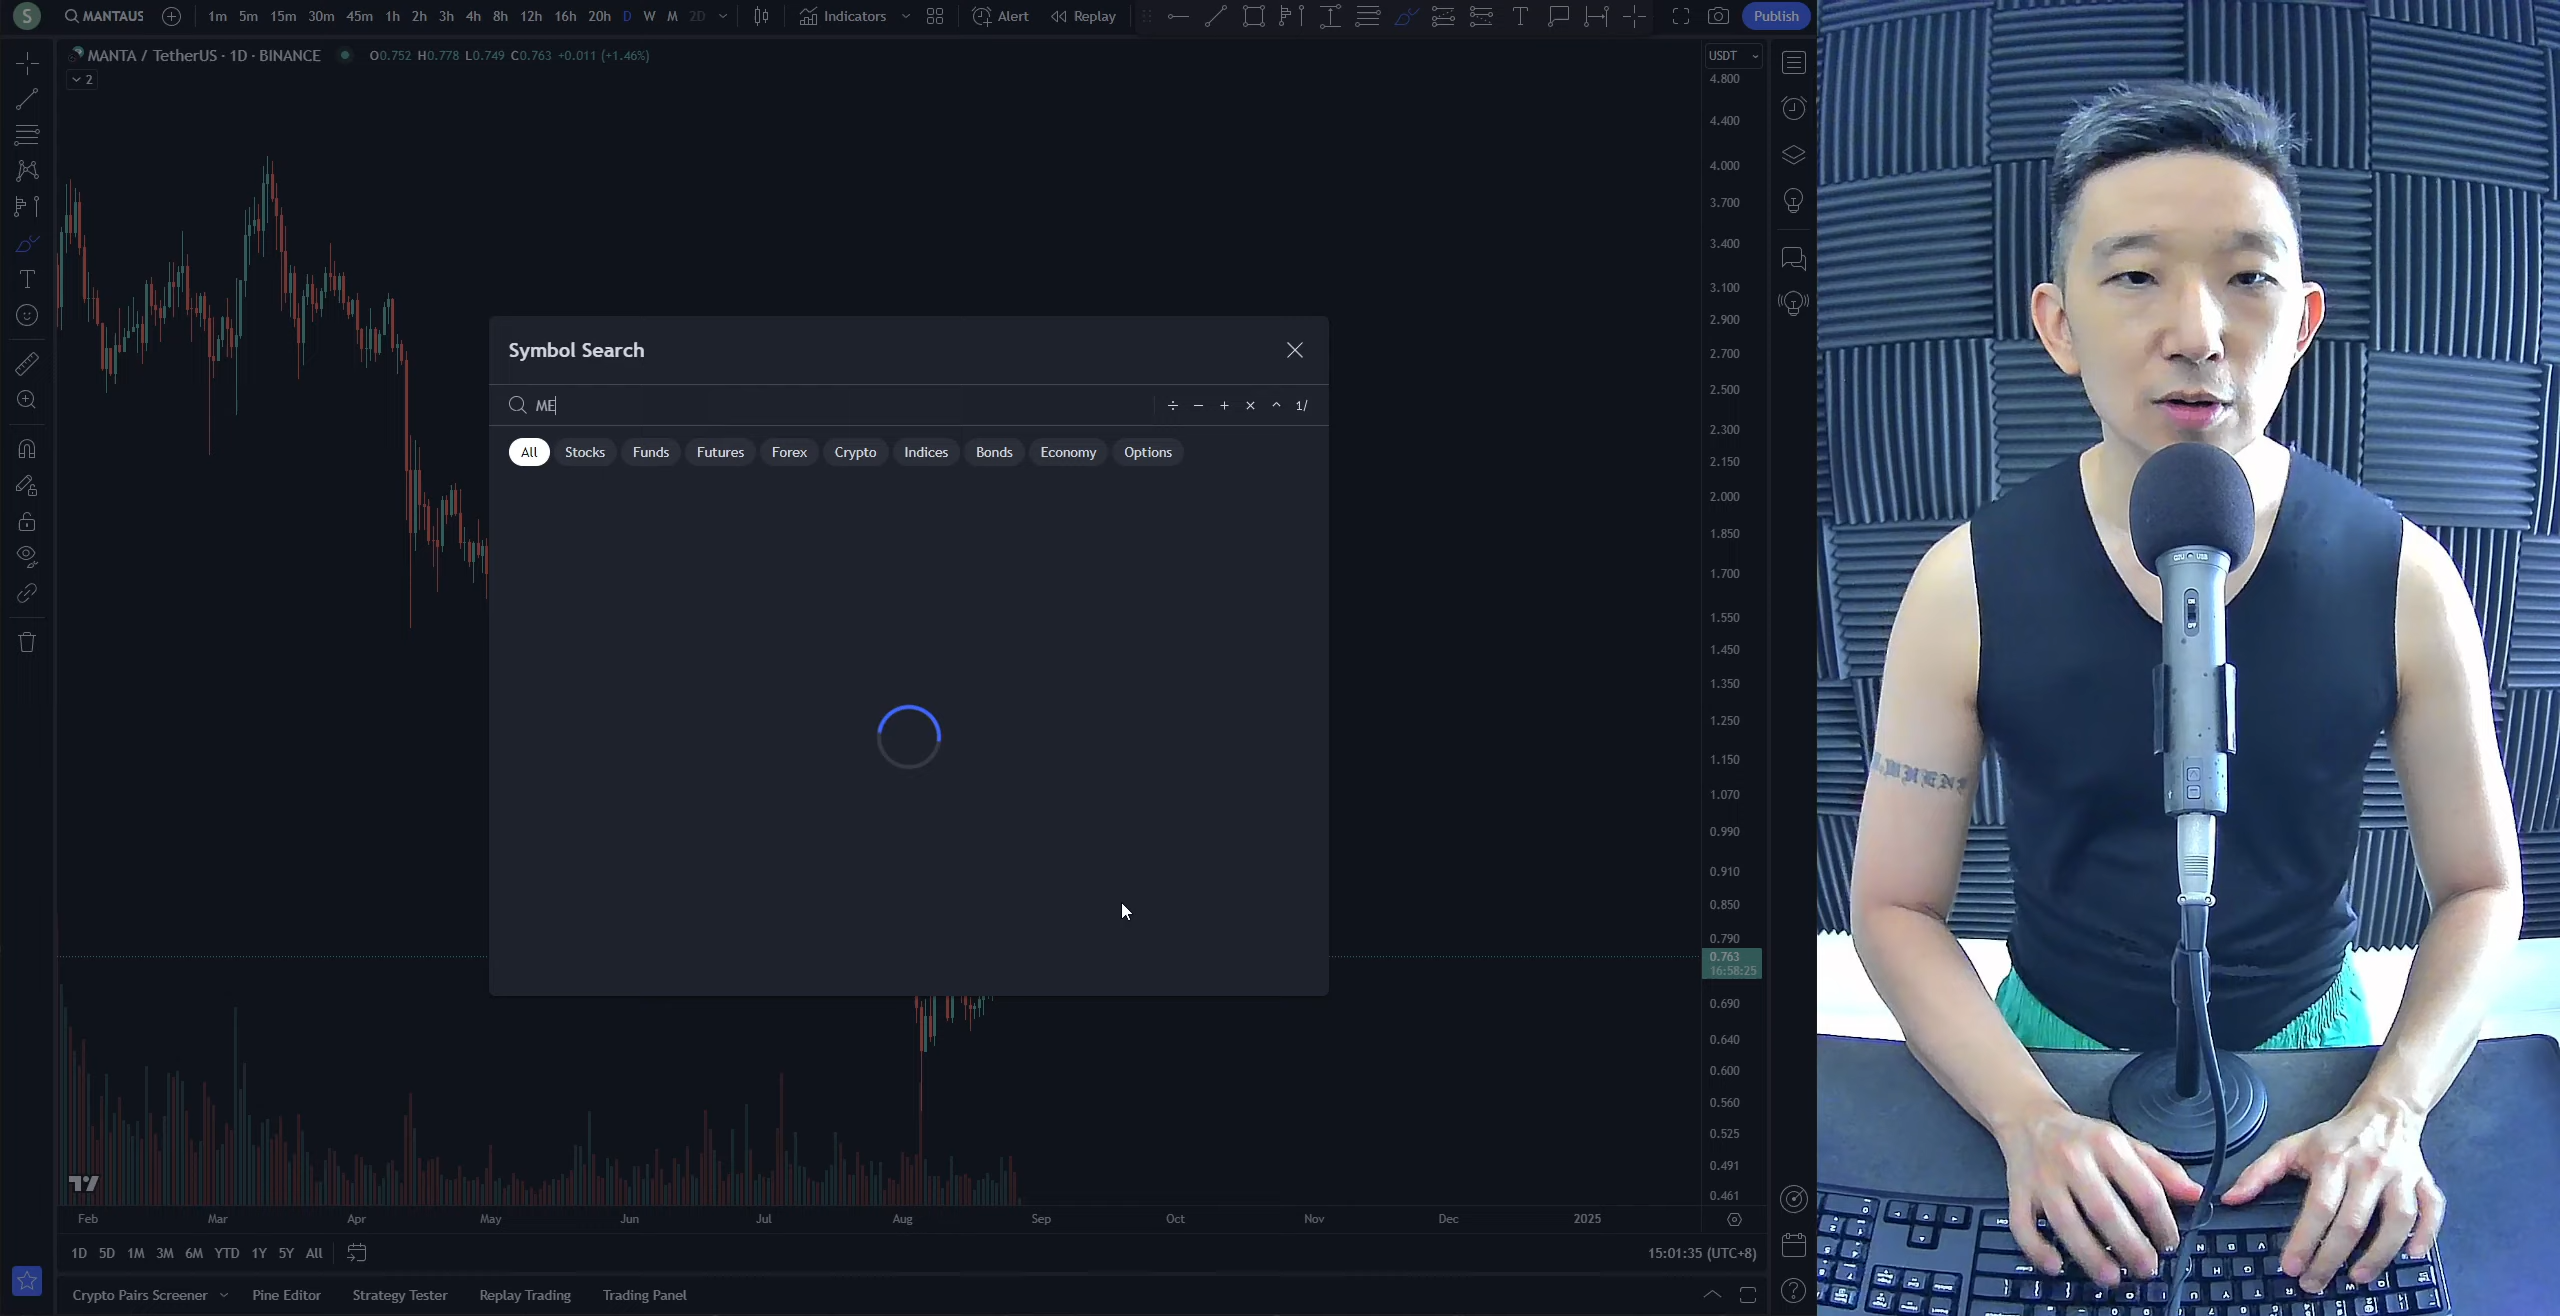 S
MANTAUS 1m 5m 15m 30m 45m 1h 2h 3h 4h 8h 12h 16h 20h D W M 2D Indicators Alert Replay Publish
MANTA / TetherUS · 1D · BINANCE O0.752 H0.778 L0.749 C0.763 +0.011 (+1.46%)
2
USDT
4.800
4.400
4.000
3.700
3.400
3.100
2.900
2.700
2.500
2.300
2.150
2.000
1.850
1.700
1.550
1.450
1.350
1.250
1.150
1.070
0.990
0.910
0.850
0.790
0.763
16:58:25
0.690
0.640
0.600
0.560
0.525
0.491
0.461
Symbol Search
ME
÷ − + × ^ 1/
All Stocks Funds Futures Forex Crypto Indices Bonds Economy Options
Feb Mar Apr May Jun Jul Aug Sep Oct Nov Dec 2025
1D 5D 1M 3M 6M YTD 1Y 5Y All
15:01:35 (UTC+8)
Crypto Pairs Screener Pine Editor Strategy Tester Replay Trading Trading Panel